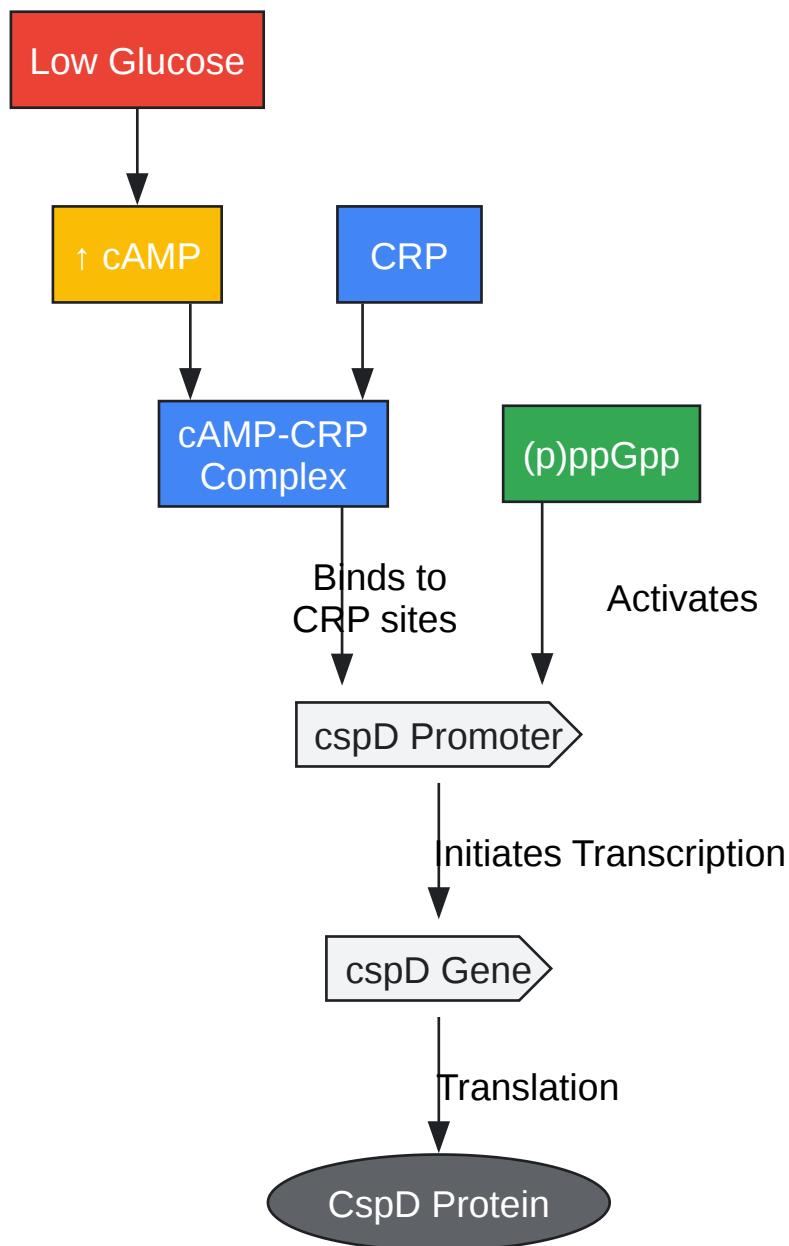 Low Glucose
↑ cAMP
CRP
cAMP-CRP
Complex
(p)ppGpp
Binds to
CRP sites
Activates
cspD Promoter
Initiates Transcription
cspD Gene
Translation
CspD Protein